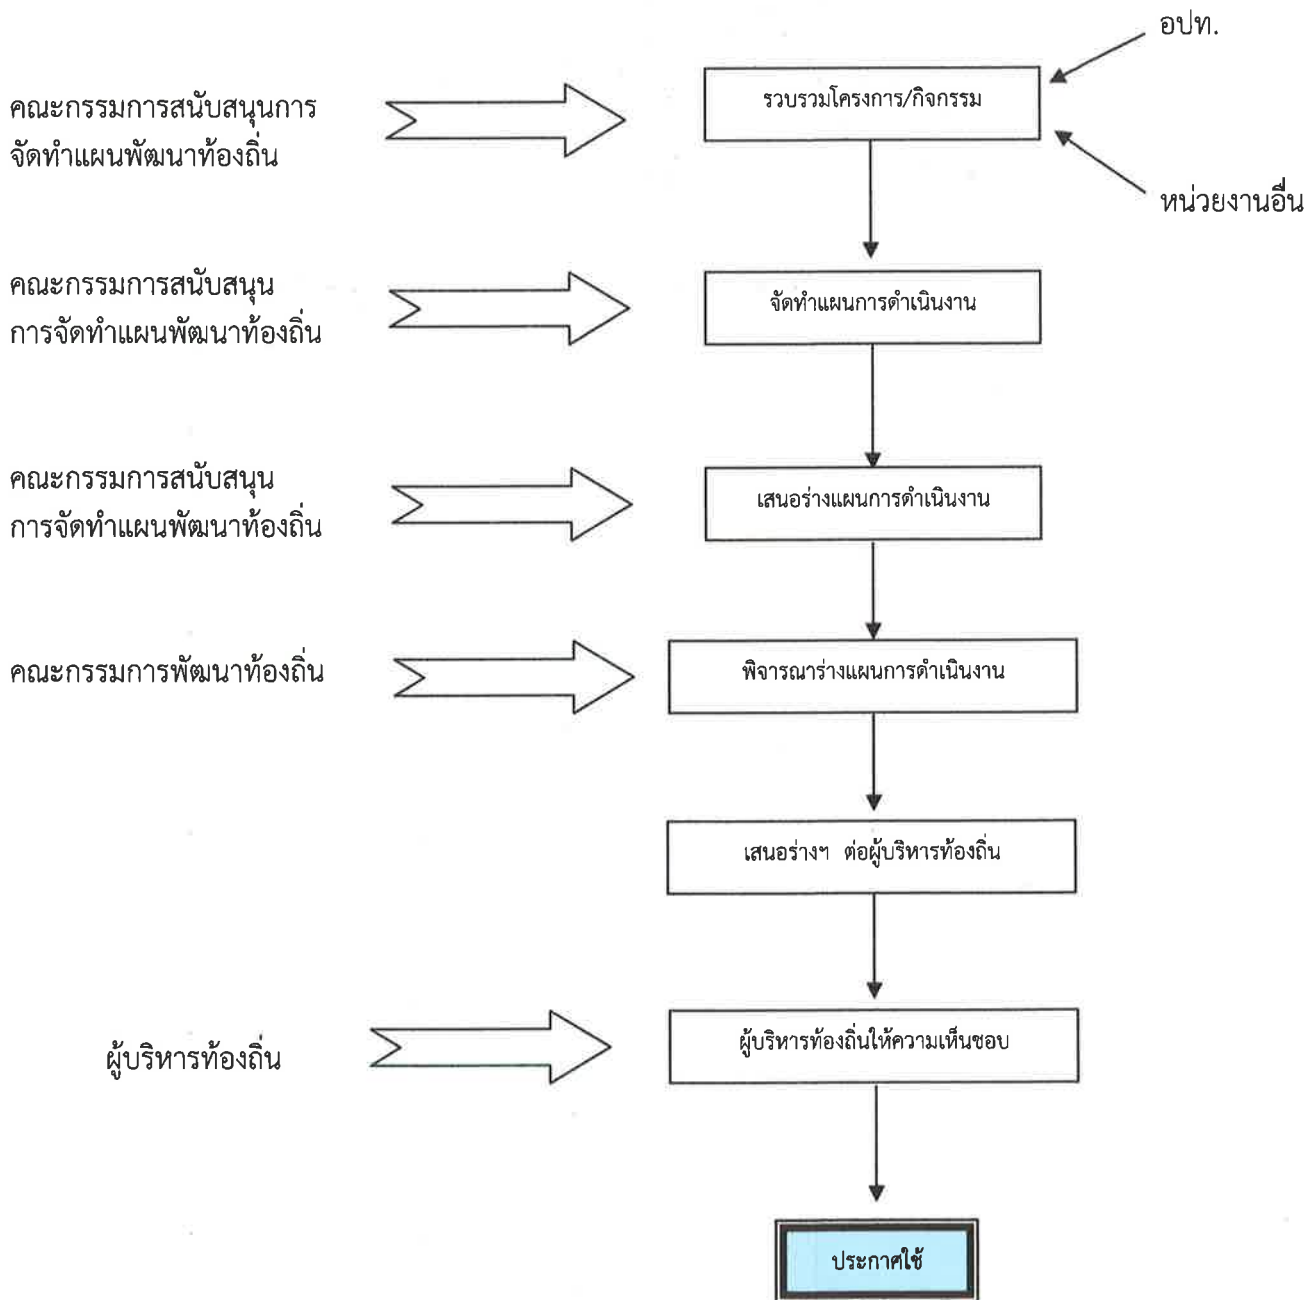 อปท.
คณะกรรมการสนับสนุนการ
จัดทำแผนพัฒนาท้องถิ่น
รวบรวมโครงการ/กิจกรรม
หน่วยงานอื่น
คณะกรรมการสนับสนุน
การจัดทำแผนพัฒนาท้องถิ่น
จัดทำแผนการดำเนินงาน
คณะกรรมการสนับสนุน
การจัดทำแผนพัฒนาท้องถิ่น
เสนอร่างแผนการดำเนินงาน
คณะกรรมการพัฒนาท้องถิ่น
พิจารณาร่างแผนการดำเนินงาน
เสนอร่างฯ ต่อผู้บริหารท้องถิ่น
ผู้บริหารท้องถิ่น
ผู้บริหารท้องถิ่นให้ความเห็นชอบ
ประกาศใช้